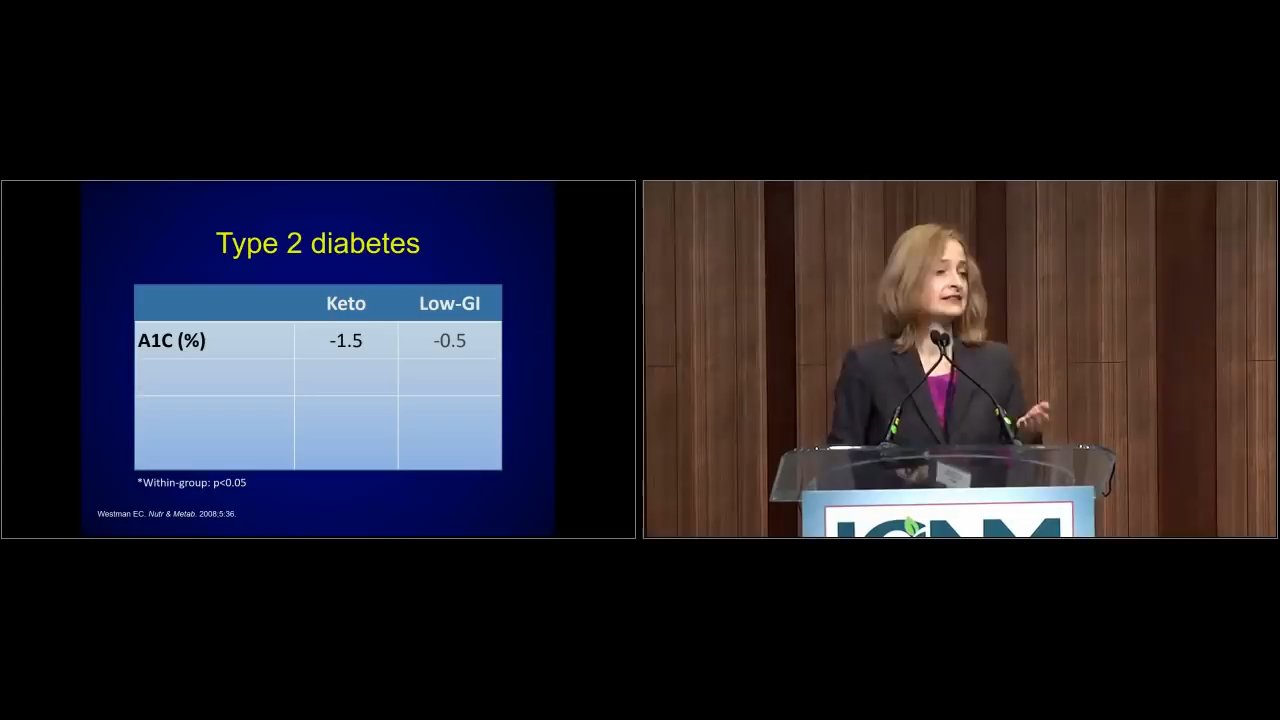 Type 2 diabetes
Keto Low-GI
A1C (%) -1.5 -0.5
*Within-group: p<0.05
Westman EC. Nutr & Metab. 2008;5:36.
ICNM